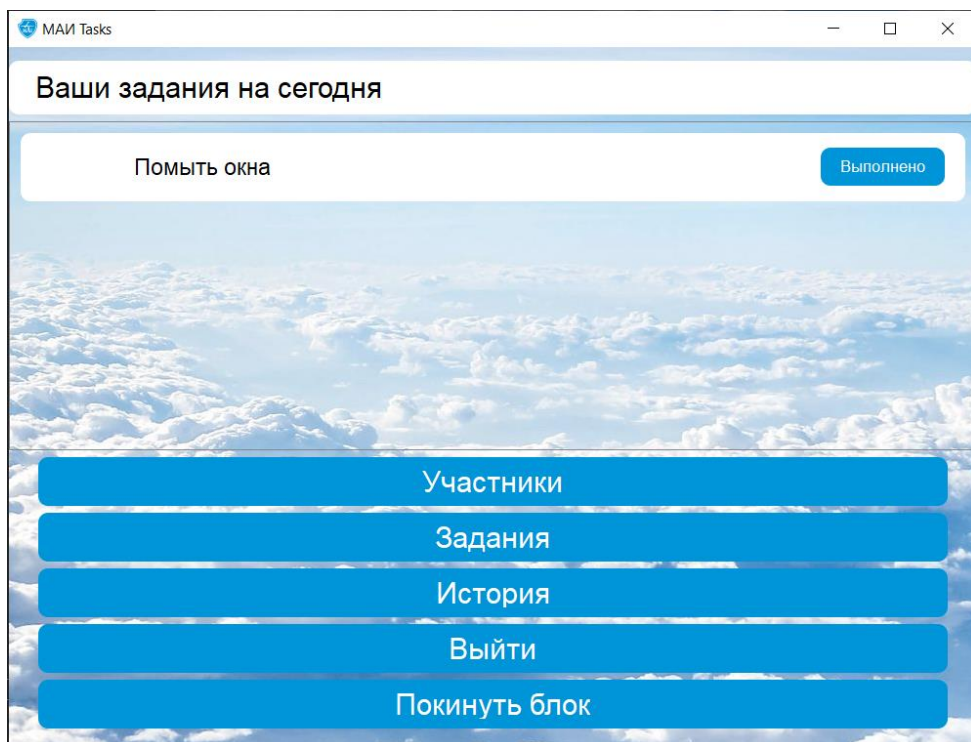 МАИ Tasks
Ваши задания на сегодня
Помыть окна
Выполнено
Участники
Задания
История
Выйти
Покинуть блок